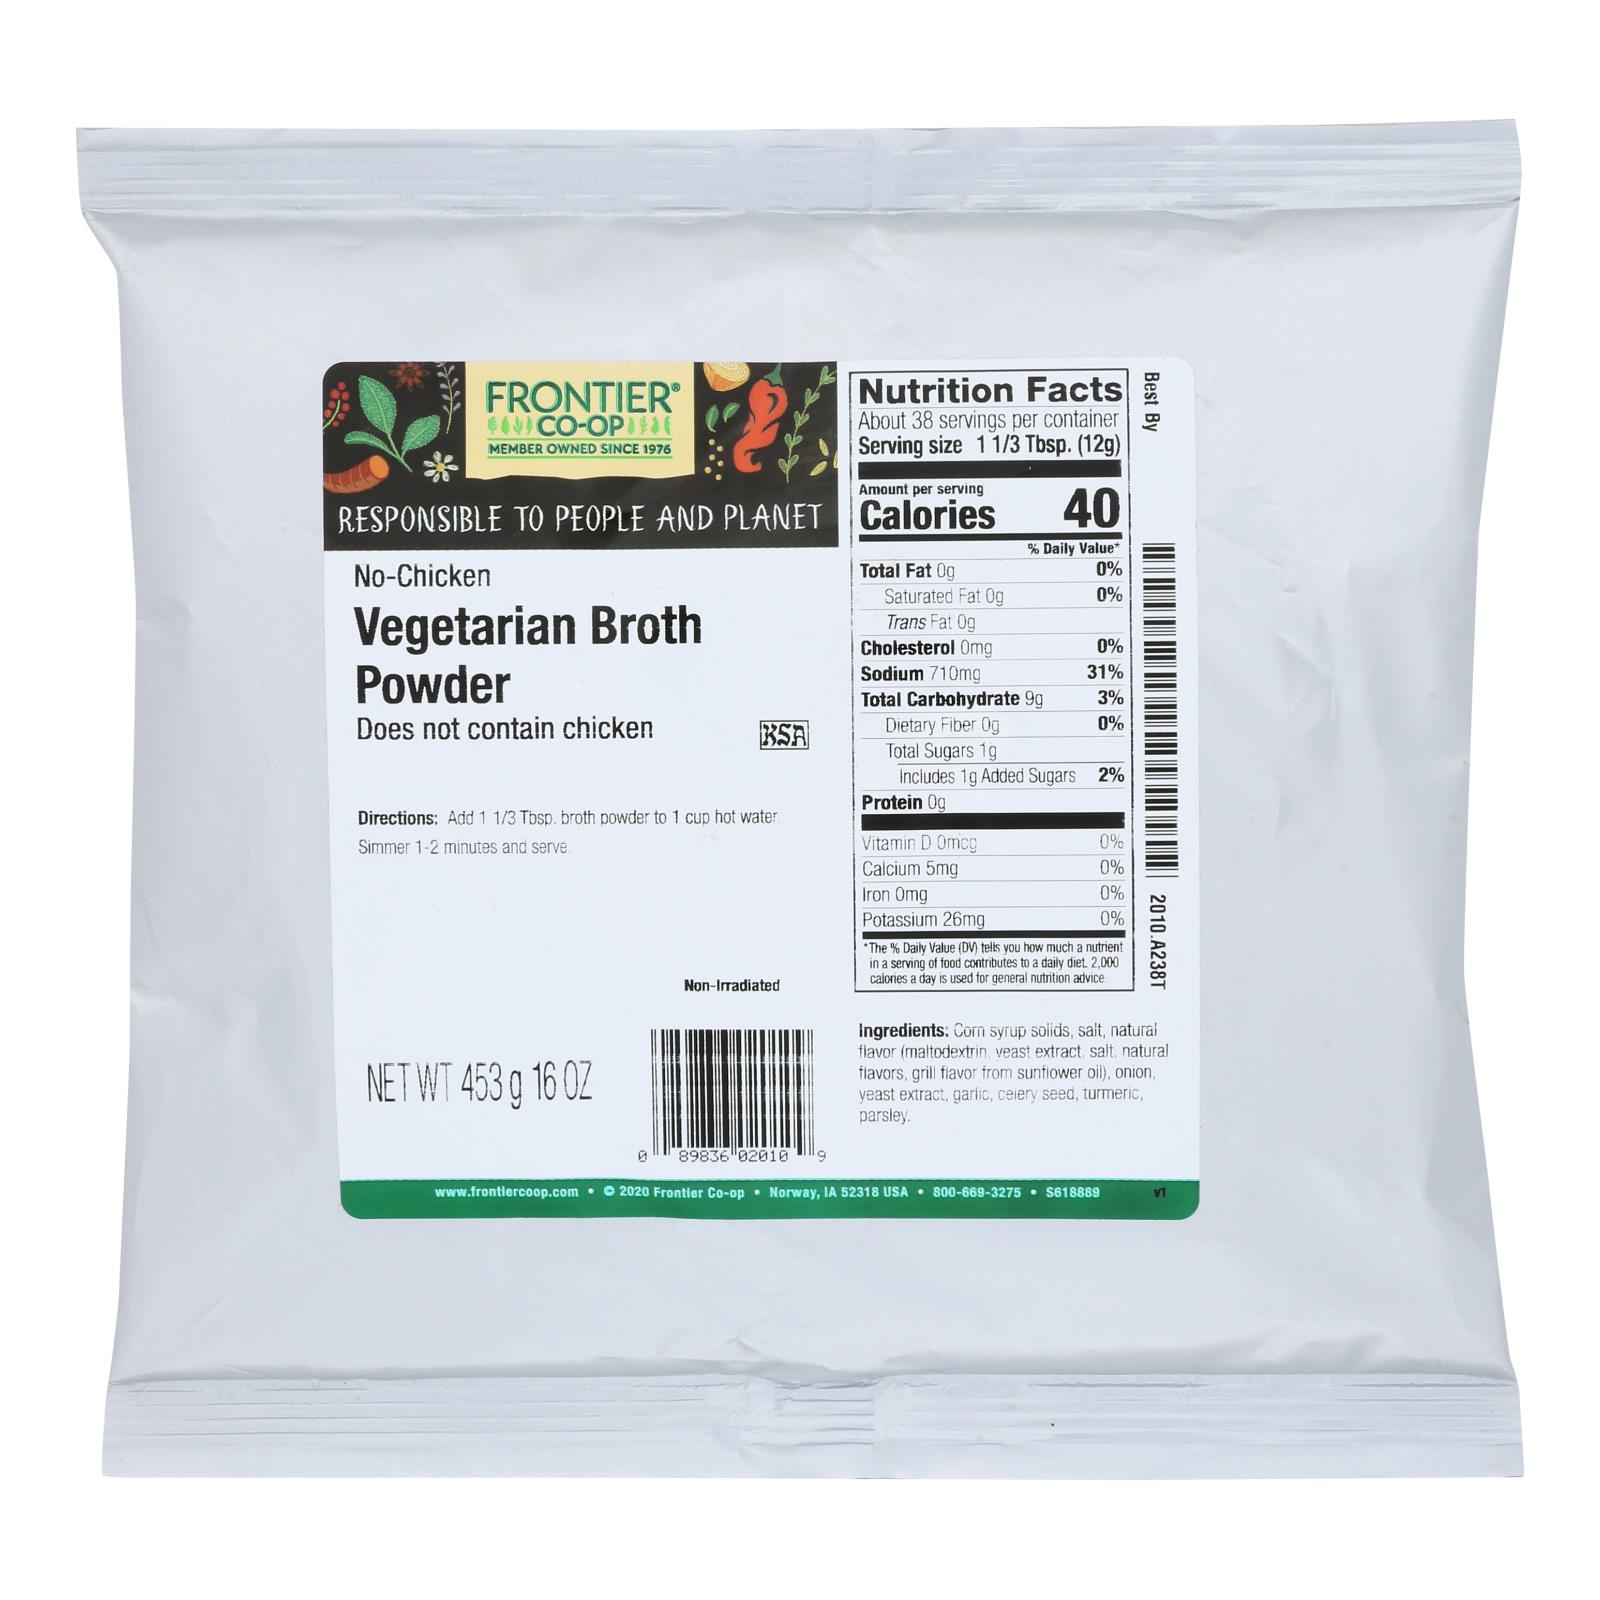 FRONTIER®
CO-OP
MEMBER OWNED SINCE 1976
RESPONSIBLE TO PEOPLE AND PLANET
No-Chicken
Vegetarian Broth
Powder
Does not contain chicken
KSA
Directions: Add 1 1/3 Tbsp. broth powder to 1 cup hot water.
Simmer 1-2 minutes and serve.
Non-Irradiated
NET WT 453 g 16 OZ
0 89836 02010 9
Nutrition Facts
About 38 servings per container
Serving size 1 1/3 Tbsp. (12g)
Amount per serving
Calories 40
% Daily Value*
Total Fat 0g 0%
Saturated Fat 0g 0%
Trans Fat 0g
Cholesterol 0mg 0%
Sodium 710mg 31%
Total Carbohydrate 9g 3%
Dietary Fiber 0g 0%
Total Sugars 1g
Includes 1g Added Sugars 2%
Protein 0g
Vitamin D 0mcg 0%
Calcium 5mg 0%
Iron 0mg 0%
Potassium 26mg 0%
*The % Daily Value (DV) tells you how much a nutrient
in a serving of food contributes to a daily diet. 2,000
calories a day is used for general nutrition advice.
Best By
2010.A238T
Ingredients: Corn syrup solids, salt, natural
flavor (maltodextrin, yeast extract, salt, natural
flavors, grill flavor from sunflower oil), onion,
yeast extract, garlic, celery seed, turmeric,
parsley.
www.frontiercoop.com • © 2020 Frontier Co-op • Norway, IA 52318 USA • 800-669-3275 • S618889 v1